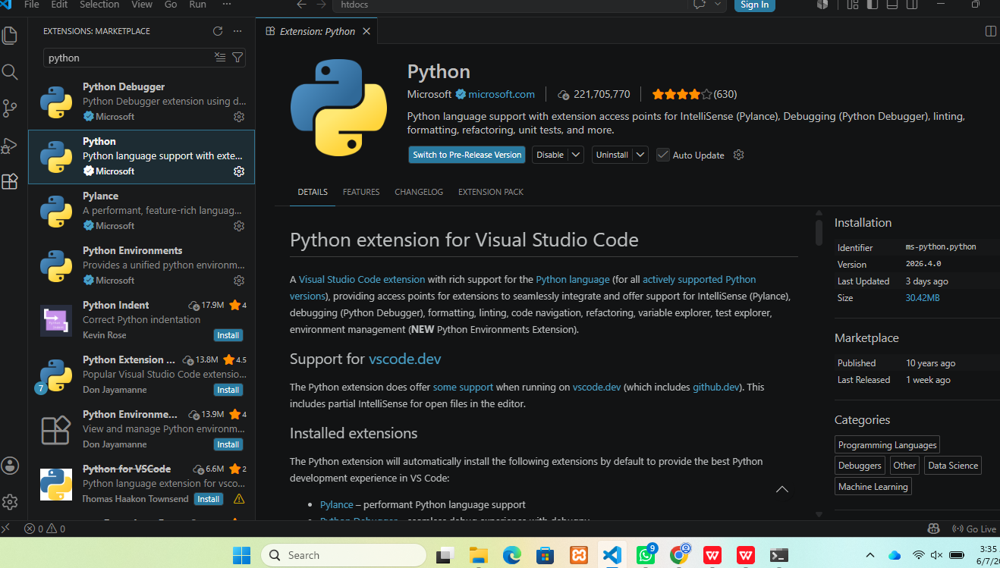 File Edit Selection View Go Run ···
htdocs
Sign In
EXTENSIONS: MARKETPLACE
python
Python Debugger
Python Debugger extension using d...
Microsoft
Python
Python language support with exte...
Microsoft
Pylance
A performant, feature-rich languag...
Microsoft
Python Environments
Provides a unified python environm...
Microsoft
Python Indent 17.9M 4
Correct Python indentation
Kevin Rose Install
Python Extension ... 13.8M 4.5
Popular Visual Studio Code extensio...
7
Don Jayamanne Install
Python Environme... 13.9M 4
View and manage Python environm...
Don Jayamanne Install
Python for VSCode 6.6M 2
Python language extension for vsco...
Thomas Haakon Townsend Install
Extension: Python
Python
Microsoft microsoft.com 221,705,770 (630)
Python language support with extension access points for IntelliSense (Pylance), Debugging (Python Debugger), linting,
formatting, refactoring, unit tests, and more.
Switch to Pre-Release Version Disable Uninstall Auto Update
DETAILS FEATURES CHANGELOG EXTENSION PACK
Python extension for Visual Studio Code
A Visual Studio Code extension with rich support for the Python language (for all actively supported Python
versions), providing access points for extensions to seamlessly integrate and offer support for IntelliSense (Pylance),
debugging (Python Debugger), formatting, linting, code navigation, refactoring, variable explorer, test explorer,
environment management (NEW Python Environments Extension).
Support for vscode.dev
The Python extension does offer some support when running on vscode.dev (which includes github.dev). This
includes partial IntelliSense for open files in the editor.
Installed extensions
The Python extension will automatically install the following extensions by default to provide the best Python
development experience in VS Code:
• Pylance – performant Python language support
• Python Debugger – seamless debug experience with debugpy
Installation
Identifier ms-python.python
Version 2026.4.0
Last Updated 3 days ago
Size 30.42MB
Marketplace
Published 10 years ago
Last Released 1 week ago
Categories
Programming Languages
Debuggers Other Data Science
Machine Learning
0 0
Go Live
Search
9
3:35
6/7/20